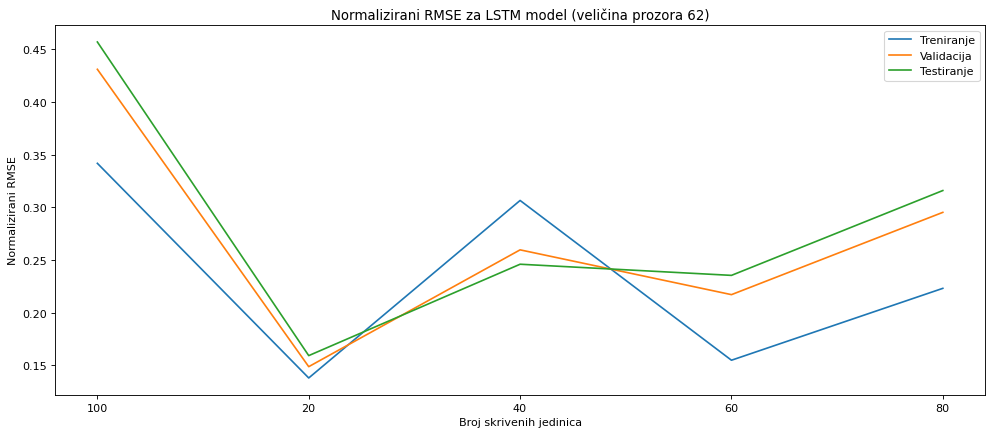 Normalizirani RMSE za LSTM model (veličina prozora 62)
Treniranje
Validacija
Testiranje
Normalizirani RMSE
0.45
0.40
0.35
0.30
0.25
0.20
0.15
100
20
40
60
80
Broj skrivenih jedinica